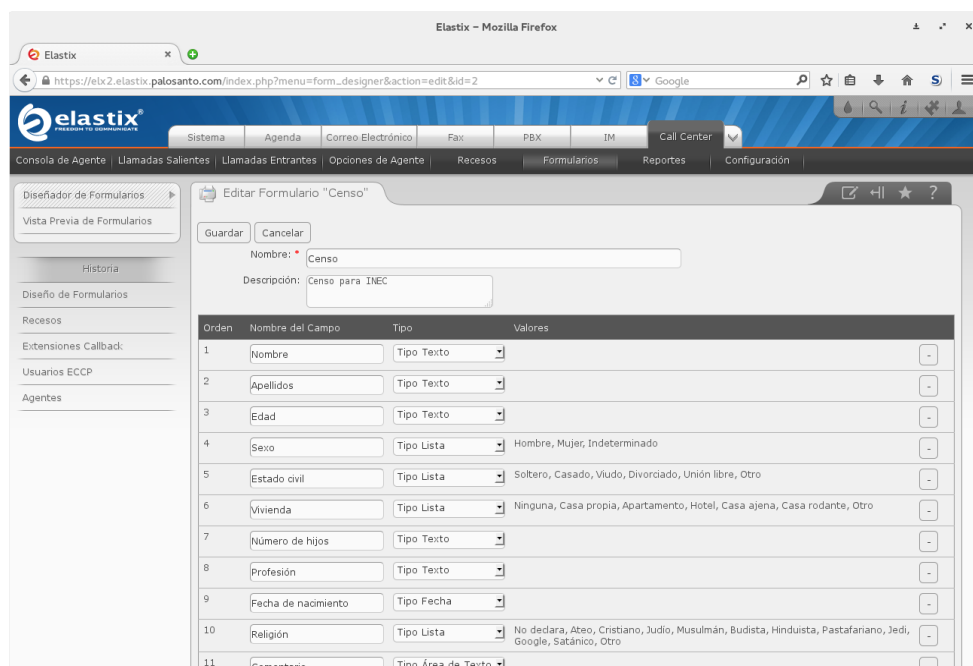 Elastix - Mozilla Firefox
Elastix
https://elx2.elastix.palosanto.com/index.php?menu=form_designer&action=edit&id=2
Google
elastix®
FREEDOM TO COMMUNICATE
Sistema Agenda Correo Electrónico Fax PBX IM Call Center
Consola de Agente Llamadas Salientes Llamadas Entrantes Opciones de Agente Recesos Formularios Reportes Configuración
Diseñador de Formularios
Vista Previa de Formularios
Historia
Diseño de Formularios
Recesos
Extensiones Callback
Usuarios ECCP
Agentes
Editar Formulario "Censo"
Guardar Cancelar
Nombre: * Censo
Descripción: Censo para INEC
Orden Nombre del Campo Tipo Valores
1 Nombre Tipo Texto -
2 Apellidos Tipo Texto -
3 Edad Tipo Texto -
4 Sexo Tipo Lista Hombre, Mujer, Indeterminado -
5 Estado civil Tipo Lista Soltero, Casado, Viudo, Divorciado, Unión libre, Otro -
6 Vivienda Tipo Lista Ninguna, Casa propia, Apartamento, Hotel, Casa ajena, Casa rodante, Otro -
7 Número de hijos Tipo Texto -
8 Profesión Tipo Texto -
9 Fecha de nacimiento Tipo Fecha -
10 Religión Tipo Lista No declara, Ateo, Cristiano, Judío, Musulmán, Budista, Hinduista, Pastafariano, Jedi,
Google, Satánico, Otro -
11 Comentario Tipo Área de Texto